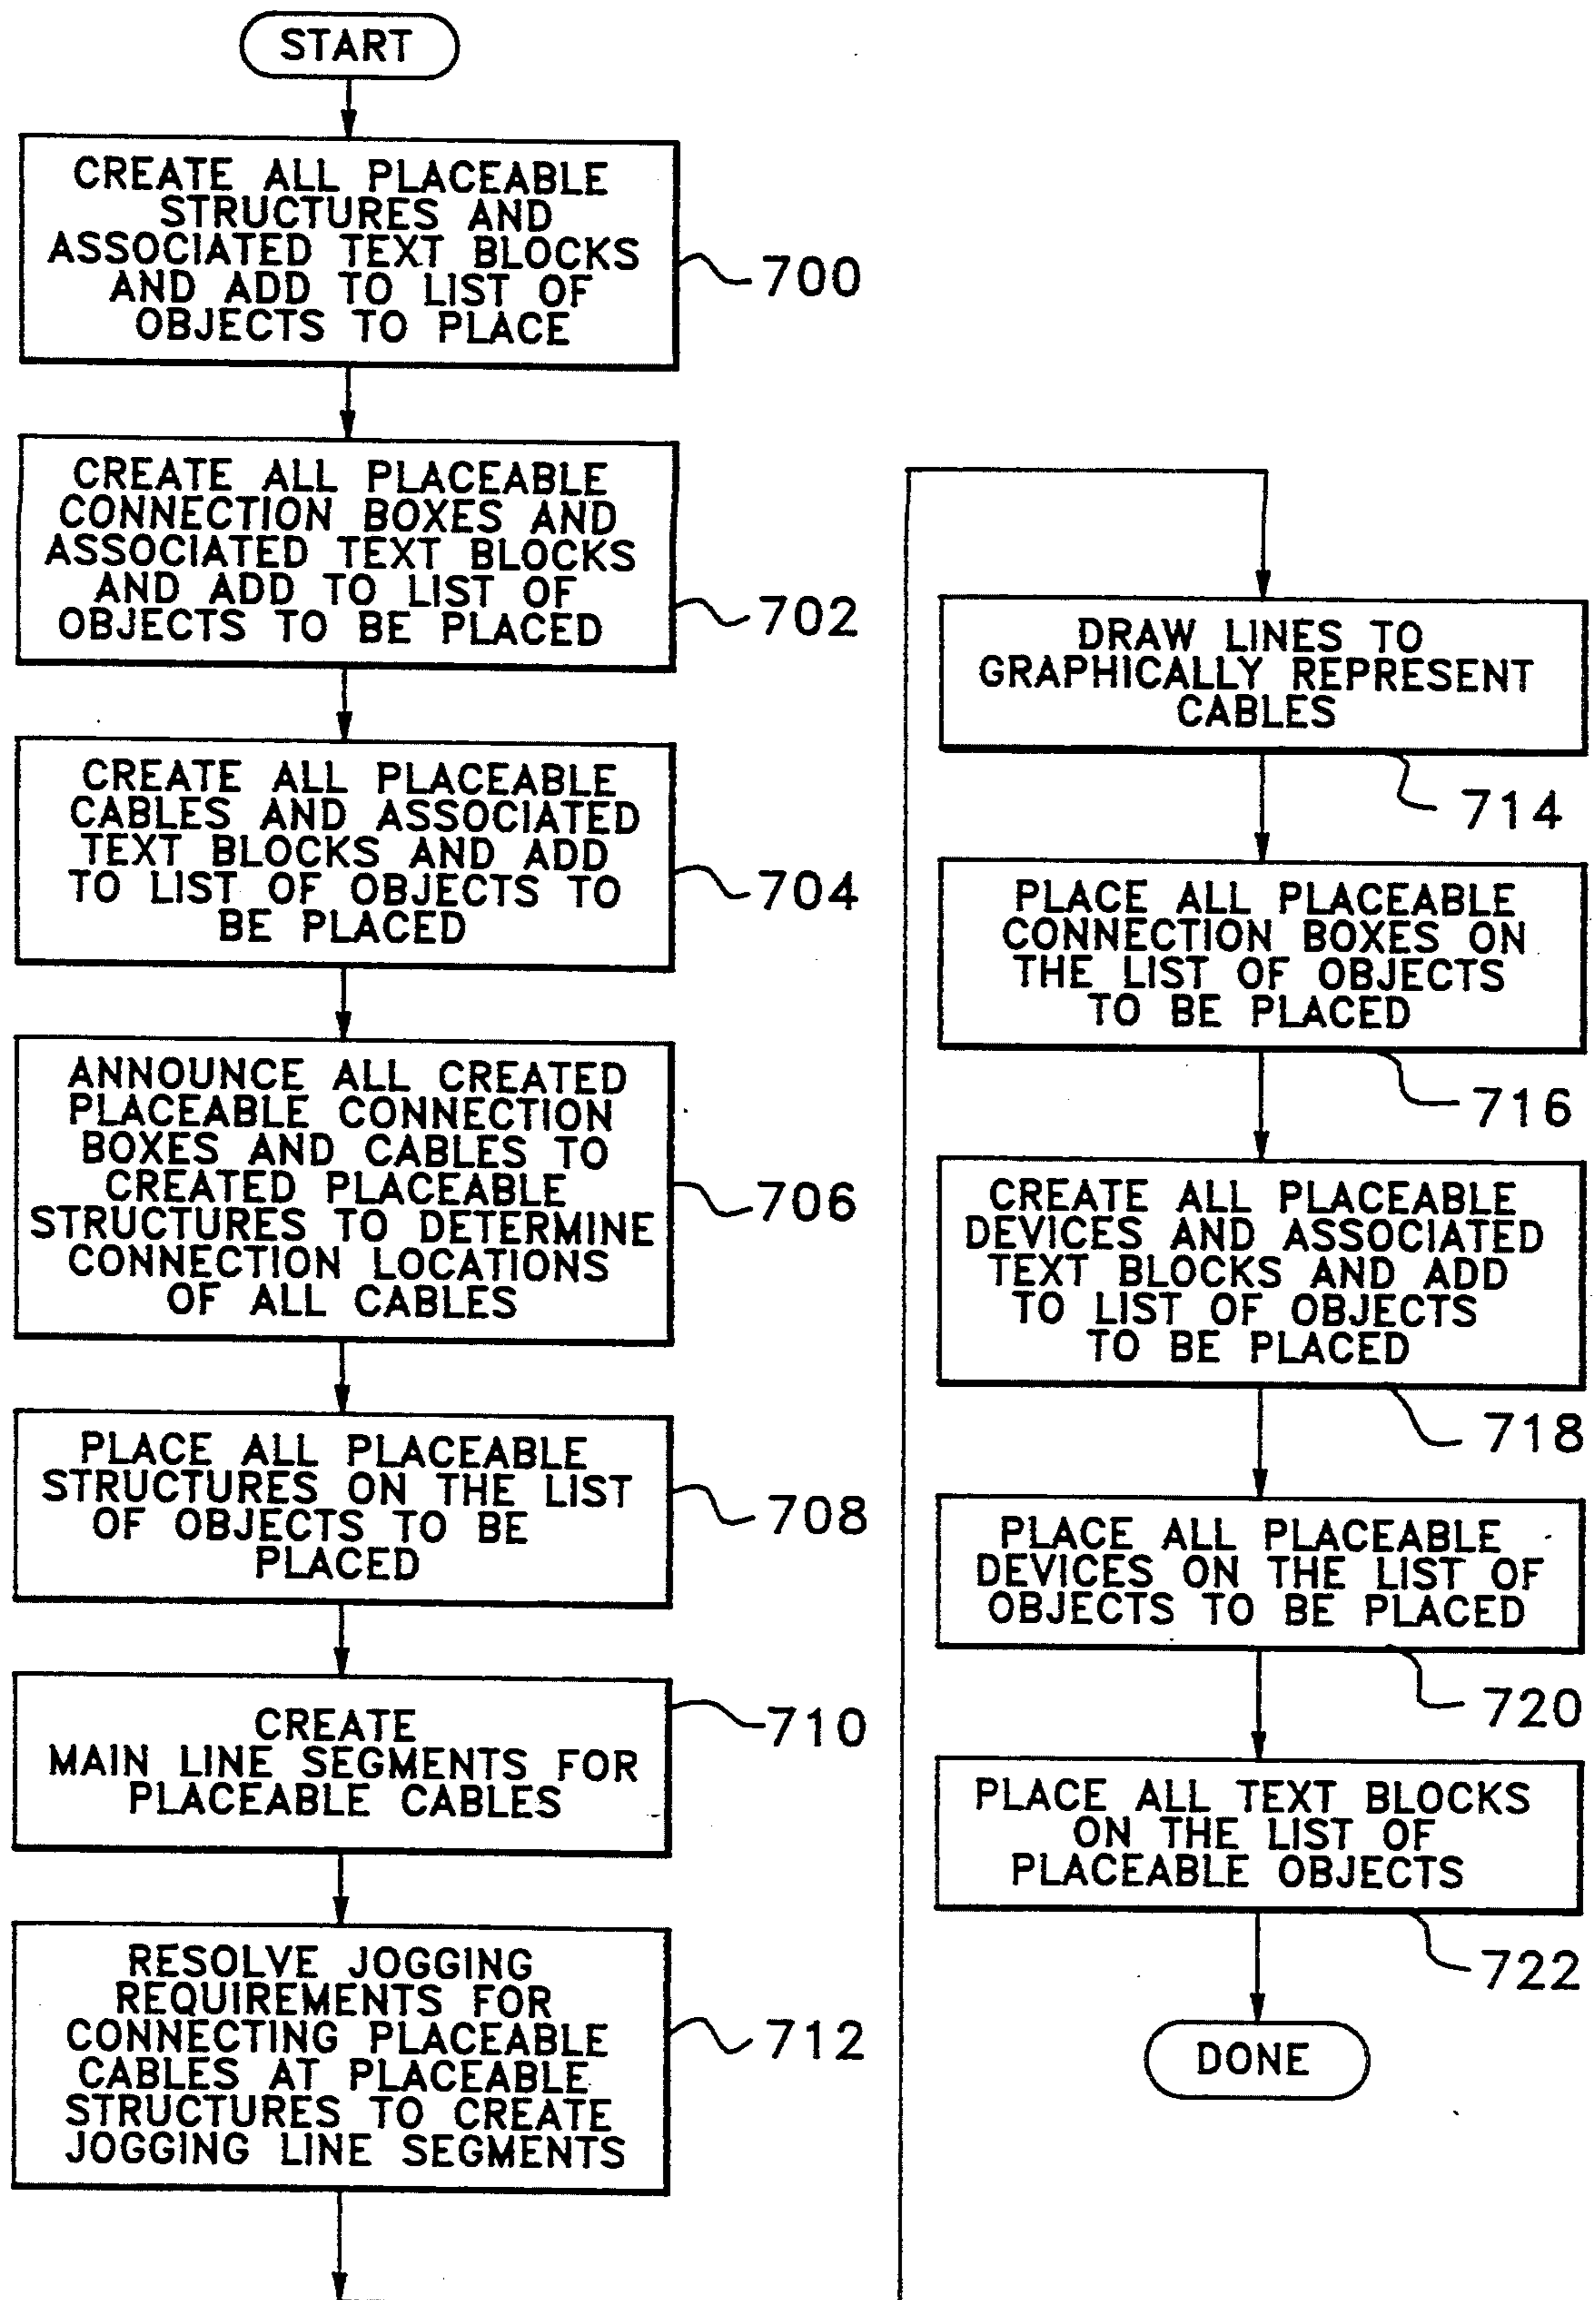 START
CREATE ALL PLACEABLE
STRUCTURES AND
ASSOCIATED TEXT BLOCKS
AND ADD TO LIST OF
OBJECTS TO PLACE
700
CREATE ALL PLACEABLE
CONNECTION BOXES AND
ASSOCIATED TEXT BLOCKS
AND ADD TO LIST OF
OBJECTS TO BE PLACED
702
CREATE ALL PLACEABLE
CABLES AND ASSOCIATED
TEXT BLOCKS AND ADD
TO LIST OF OBJECTS TO
BE PLACED
704
ANNOUNCE ALL CREATED
PLACEABLE CONNECTION
BOXES AND CABLES TO
CREATED PLACEABLE
STRUCTURES TO DETERMINE
CONNECTION LOCATIONS
OF ALL CABLES
706
PLACE ALL PLACEABLE
STRUCTURES ON THE LIST
OF OBJECTS TO BE
PLACED
708
CREATE
MAIN LINE SEGMENTS FOR
PLACEABLE CABLES
710
RESOLVE JOGGING
REQUIREMENTS FOR
CONNECTING PLACEABLE
CABLES AT PLACEABLE
STRUCTURES TO CREATE
JOGGING LINE SEGMENTS
712
DRAW LINES TO
GRAPHICALLY REPRESENT
CABLES
714
PLACE ALL PLACEABLE
CONNECTION BOXES ON
THE LIST OF OBJECTS
TO BE PLACED
716
CREATE ALL PLACEABLE
DEVICES AND ASSOCIATED
TEXT BLOCKS AND ADD
TO LIST OF OBJECTS
TO BE PLACED
718
PLACE ALL PLACEABLE
DEVICES ON THE LIST OF
OBJECTS TO BE PLACED
720
PLACE ALL TEXT BLOCKS
ON THE LIST OF
PLACEABLE OBJECTS
722
DONE